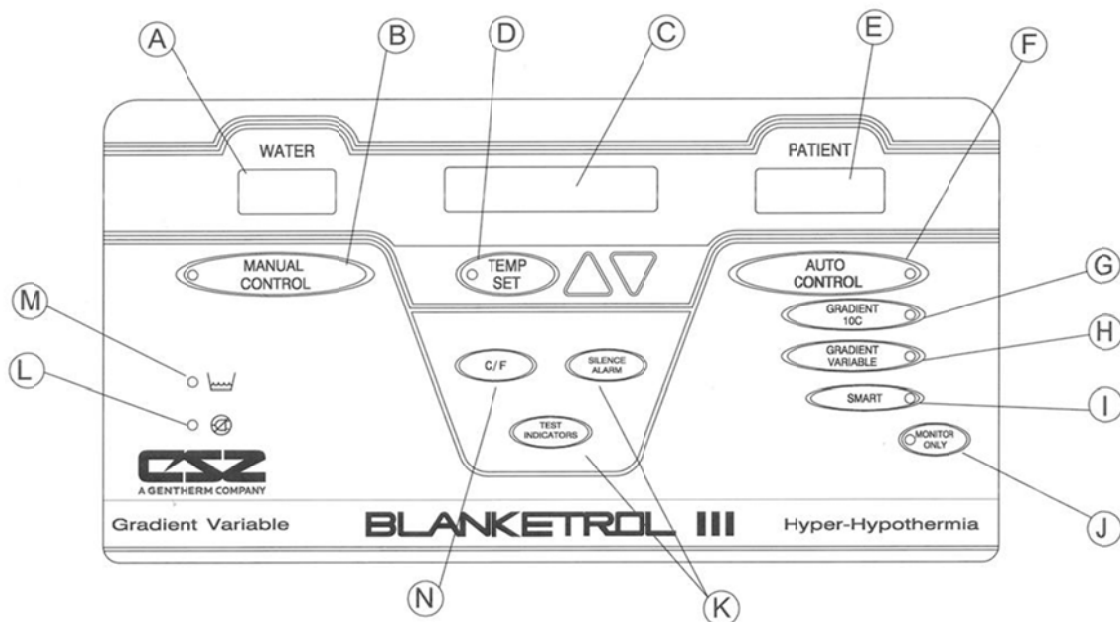 A
B
D
C
E
F
WATER
PATIENT
MANUAL
CONTROL
TEMP
SET
AUTO
CONTROL
G
GRADIENT
10C
M
H
GRADIENT
VARIABLE
L
C/F
SILENCE
ALARM
SMART
I
TEST
INDICATORS
MONITOR
ONLY
CSZ
A GENTHERM COMPANY
J
Gradient Variable
BLANKETROL III
Hyper-Hypothermia
N
K